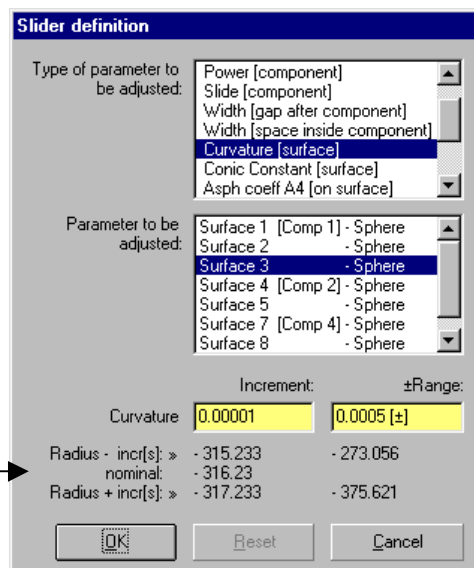 Slider definition
Type of parameter to
be adjusted:
Power [component]
Slide [component]
Width [gap after component]
Width [space inside component]
Curvature [surface]
Conic Constant [surface]
Asph coeff A4 [on surface]
Parameter to be
adjusted:
Surface 1 [Comp 1] - Sphere
Surface 2 - Sphere
Surface 3 - Sphere
Surface 4 [Comp 2] - Sphere
Surface 5 - Sphere
Surface 7 [Comp 4] - Sphere
Surface 8 - Sphere
Increment: ±Range:
Curvature 0.00001 0.0005 [±]
Radius - incr[s]: » - 315.233 - 273.056
nominal: - 316.23
Radius + incr[s]: » - 317.233 - 375.621
OK Reset Cancel